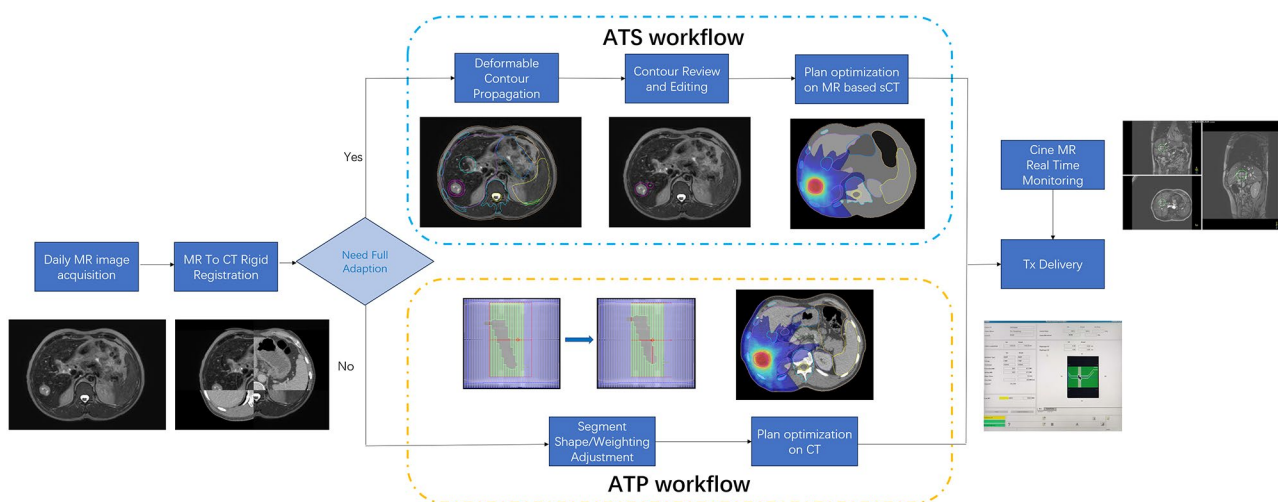 ATS workflow
Deformable
Contour
Propagation
Contour Review
and Editing
Plan optimization
on MR based sCT
Yes
Cine MR
Real Time
Monitoring
Daily MR image
acquisition
MR To CT Rigid
Registration
Need Full
Adaption
Tx Delivery
No
Segment
Shape/Weighting
Adjustment
Plan optimization
on CT
ATP workflow